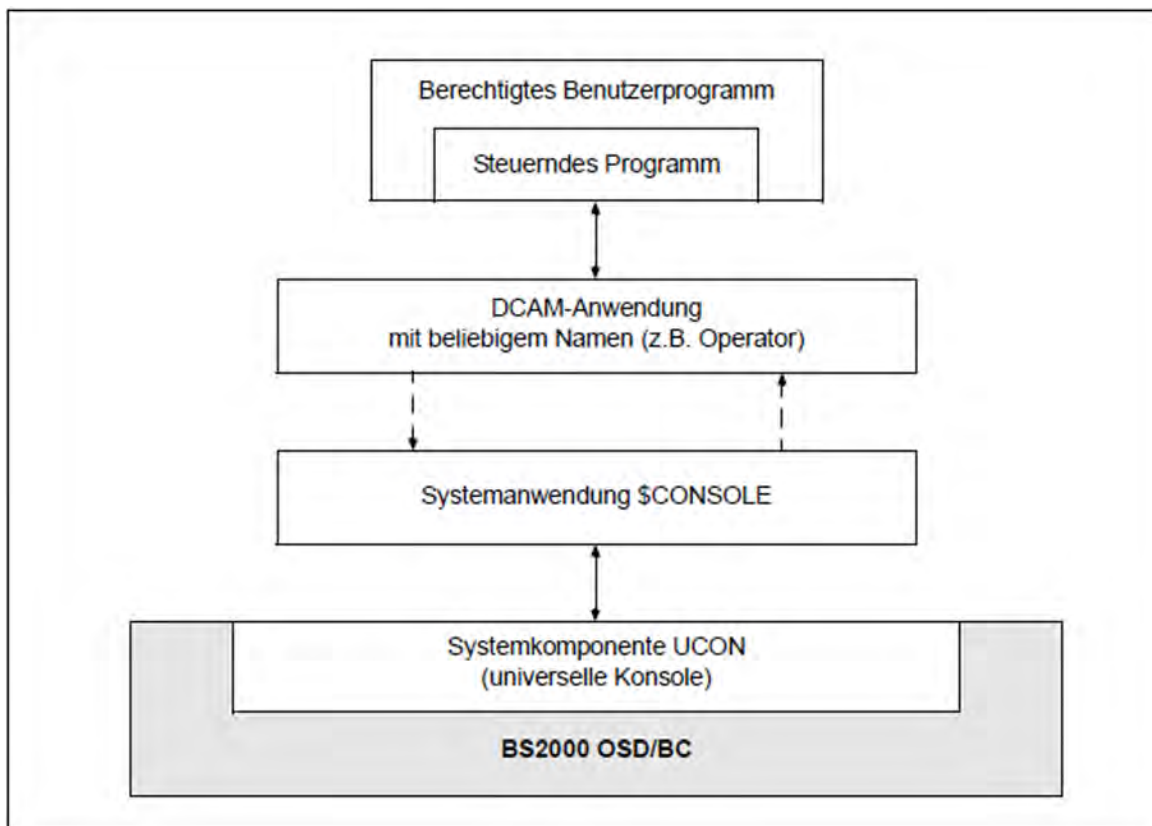 Berechtigtes Benutzerprogramm
Steuerndes Programm
DCAM-Anwendung
mit beliebigem Namen (z.B. Operator)
Systemanwendung $CONSOLE
Systemkomponente UCON
(universelle Konsole)
BS2000 OSD/BC